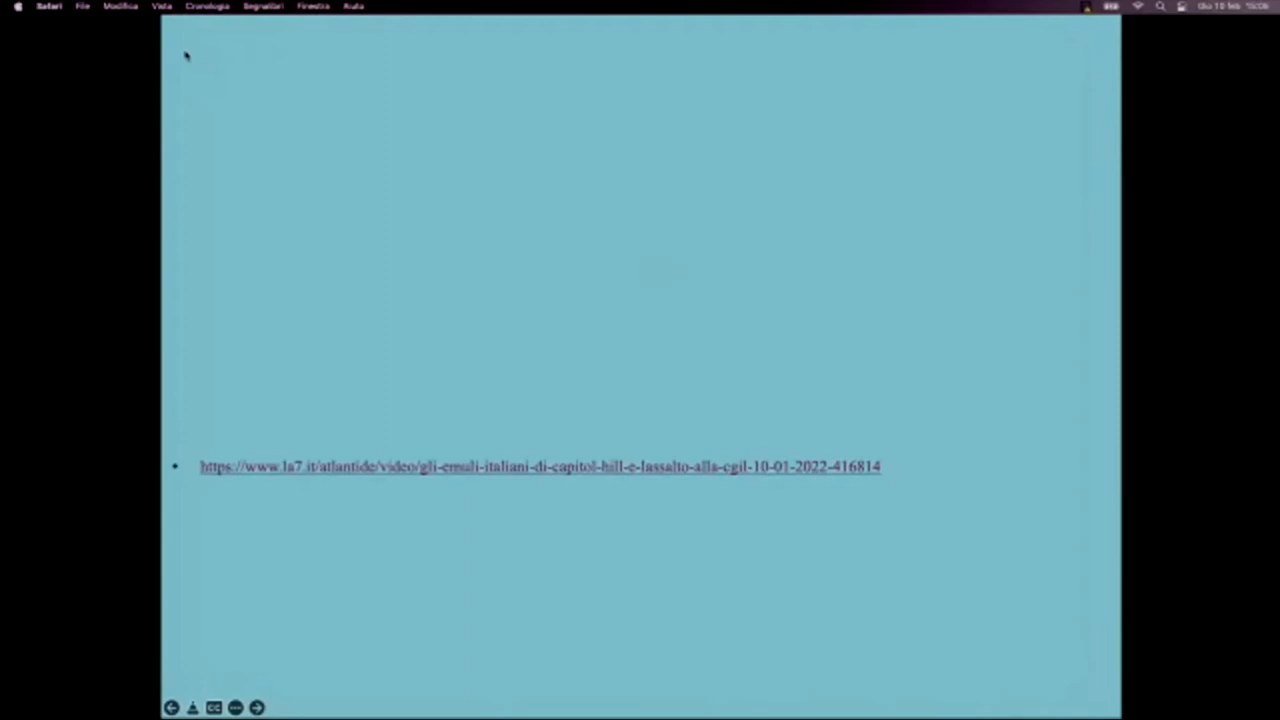 Safari File Modifica Vista Cronologia Segnalibri Finestra Aiuto
• https://www.la7.it/atlantide/video/gli-emuli-italiani-di-capitol-hill-e-lassalto-alla-cgil-10-01-2022-416814
CC